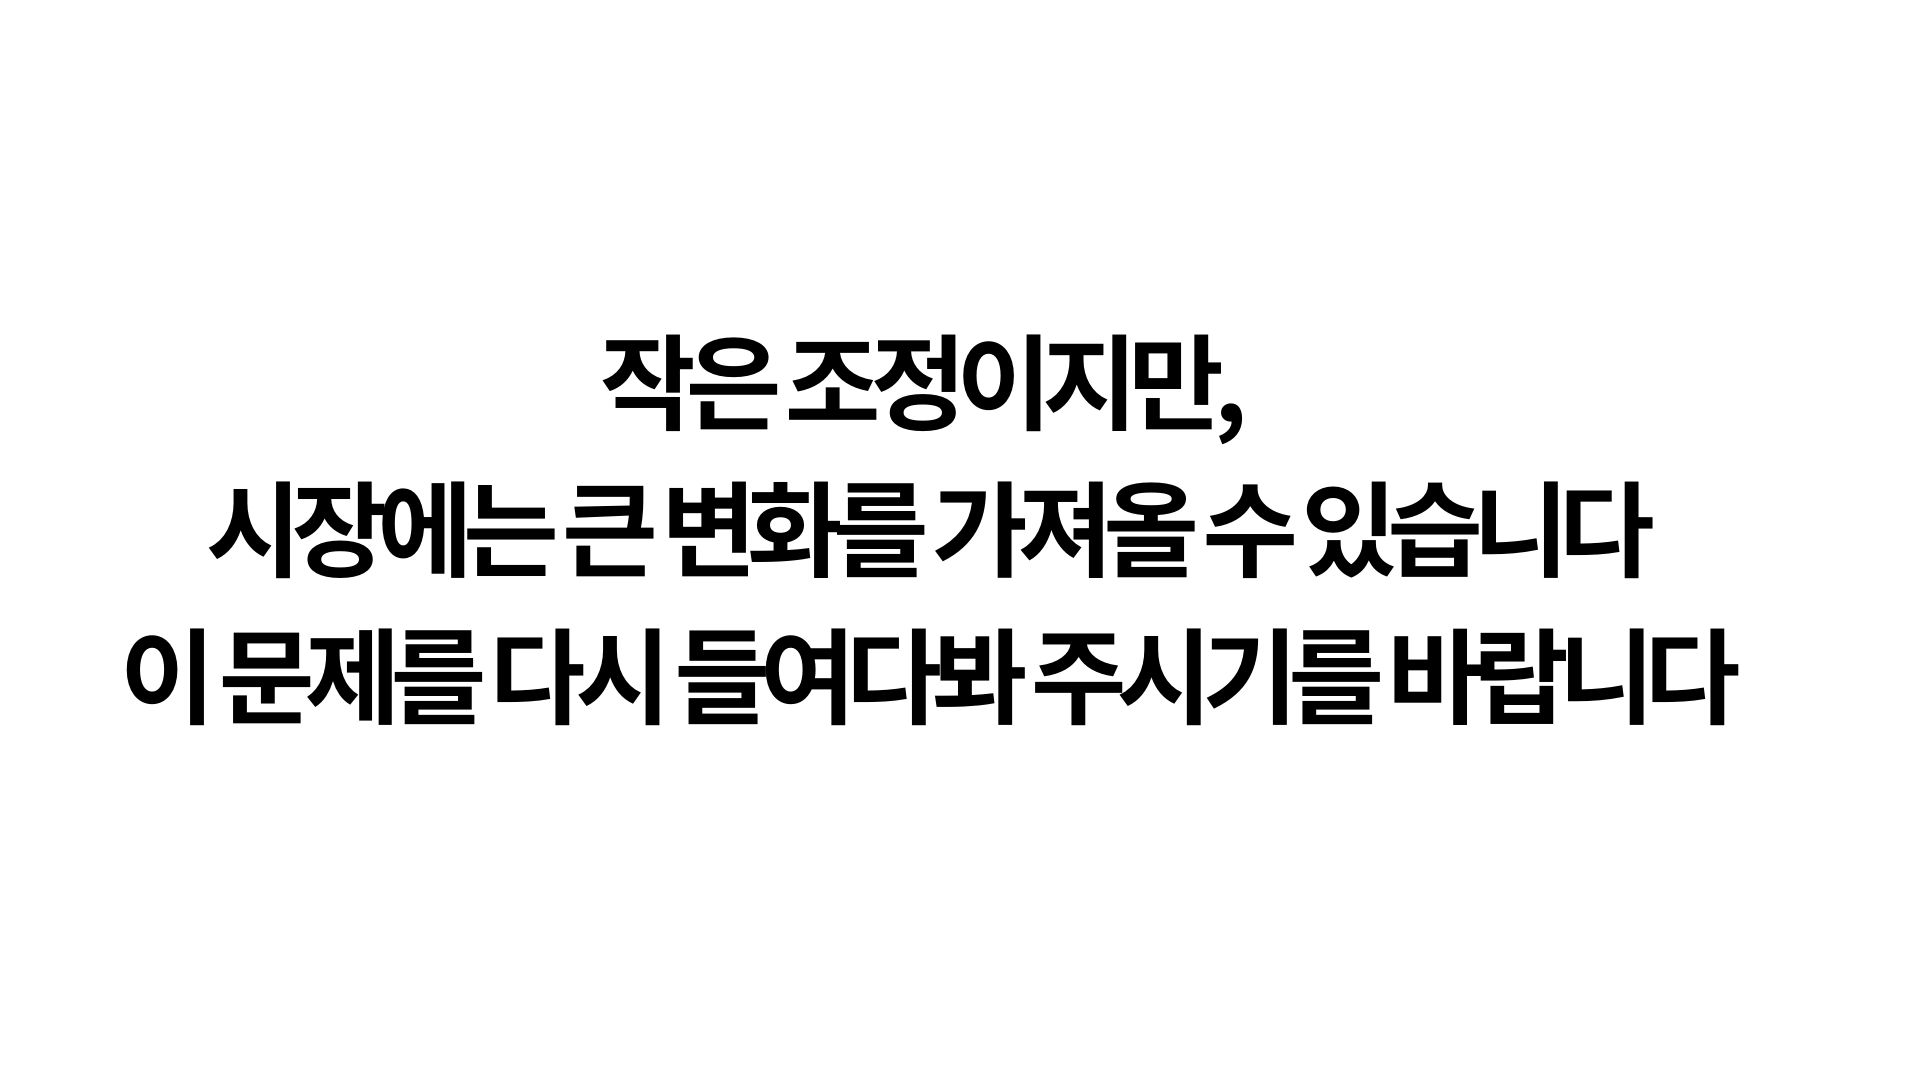 작은 조정이지만,
시장에는 큰 변화를 가져올 수 있습니다
이 문제를 다시 들여다봐 주시기를 바랍니다